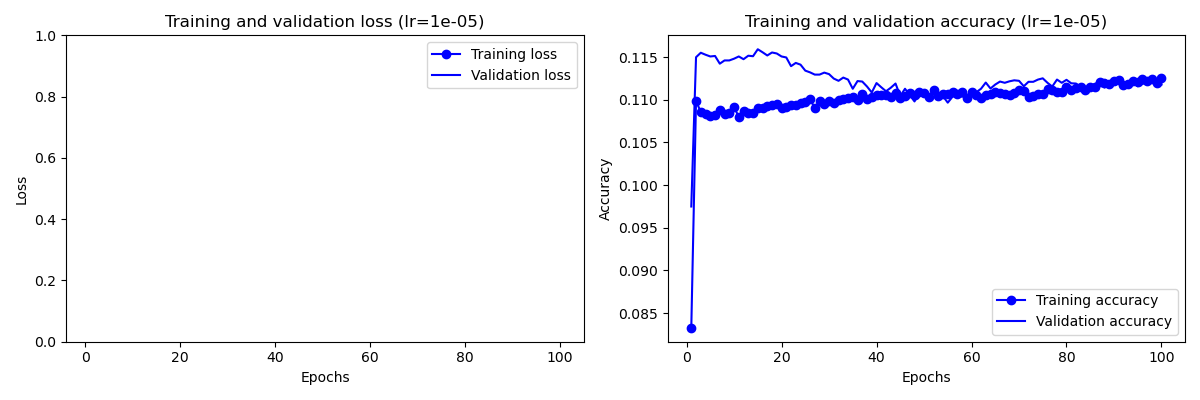 Training and validation loss (lr=1e-05)
1.0
0.8
0.6
0.4
0.2
0.0
Loss
0 20 40 60 80 100
Epochs
Training loss
Validation loss
Training and validation accuracy (lr=1e-05)
0.115
0.110
0.105
0.100
0.095
0.090
0.085
Accuracy
0 20 40 60 80 100
Epochs
Training accuracy
Validation accuracy